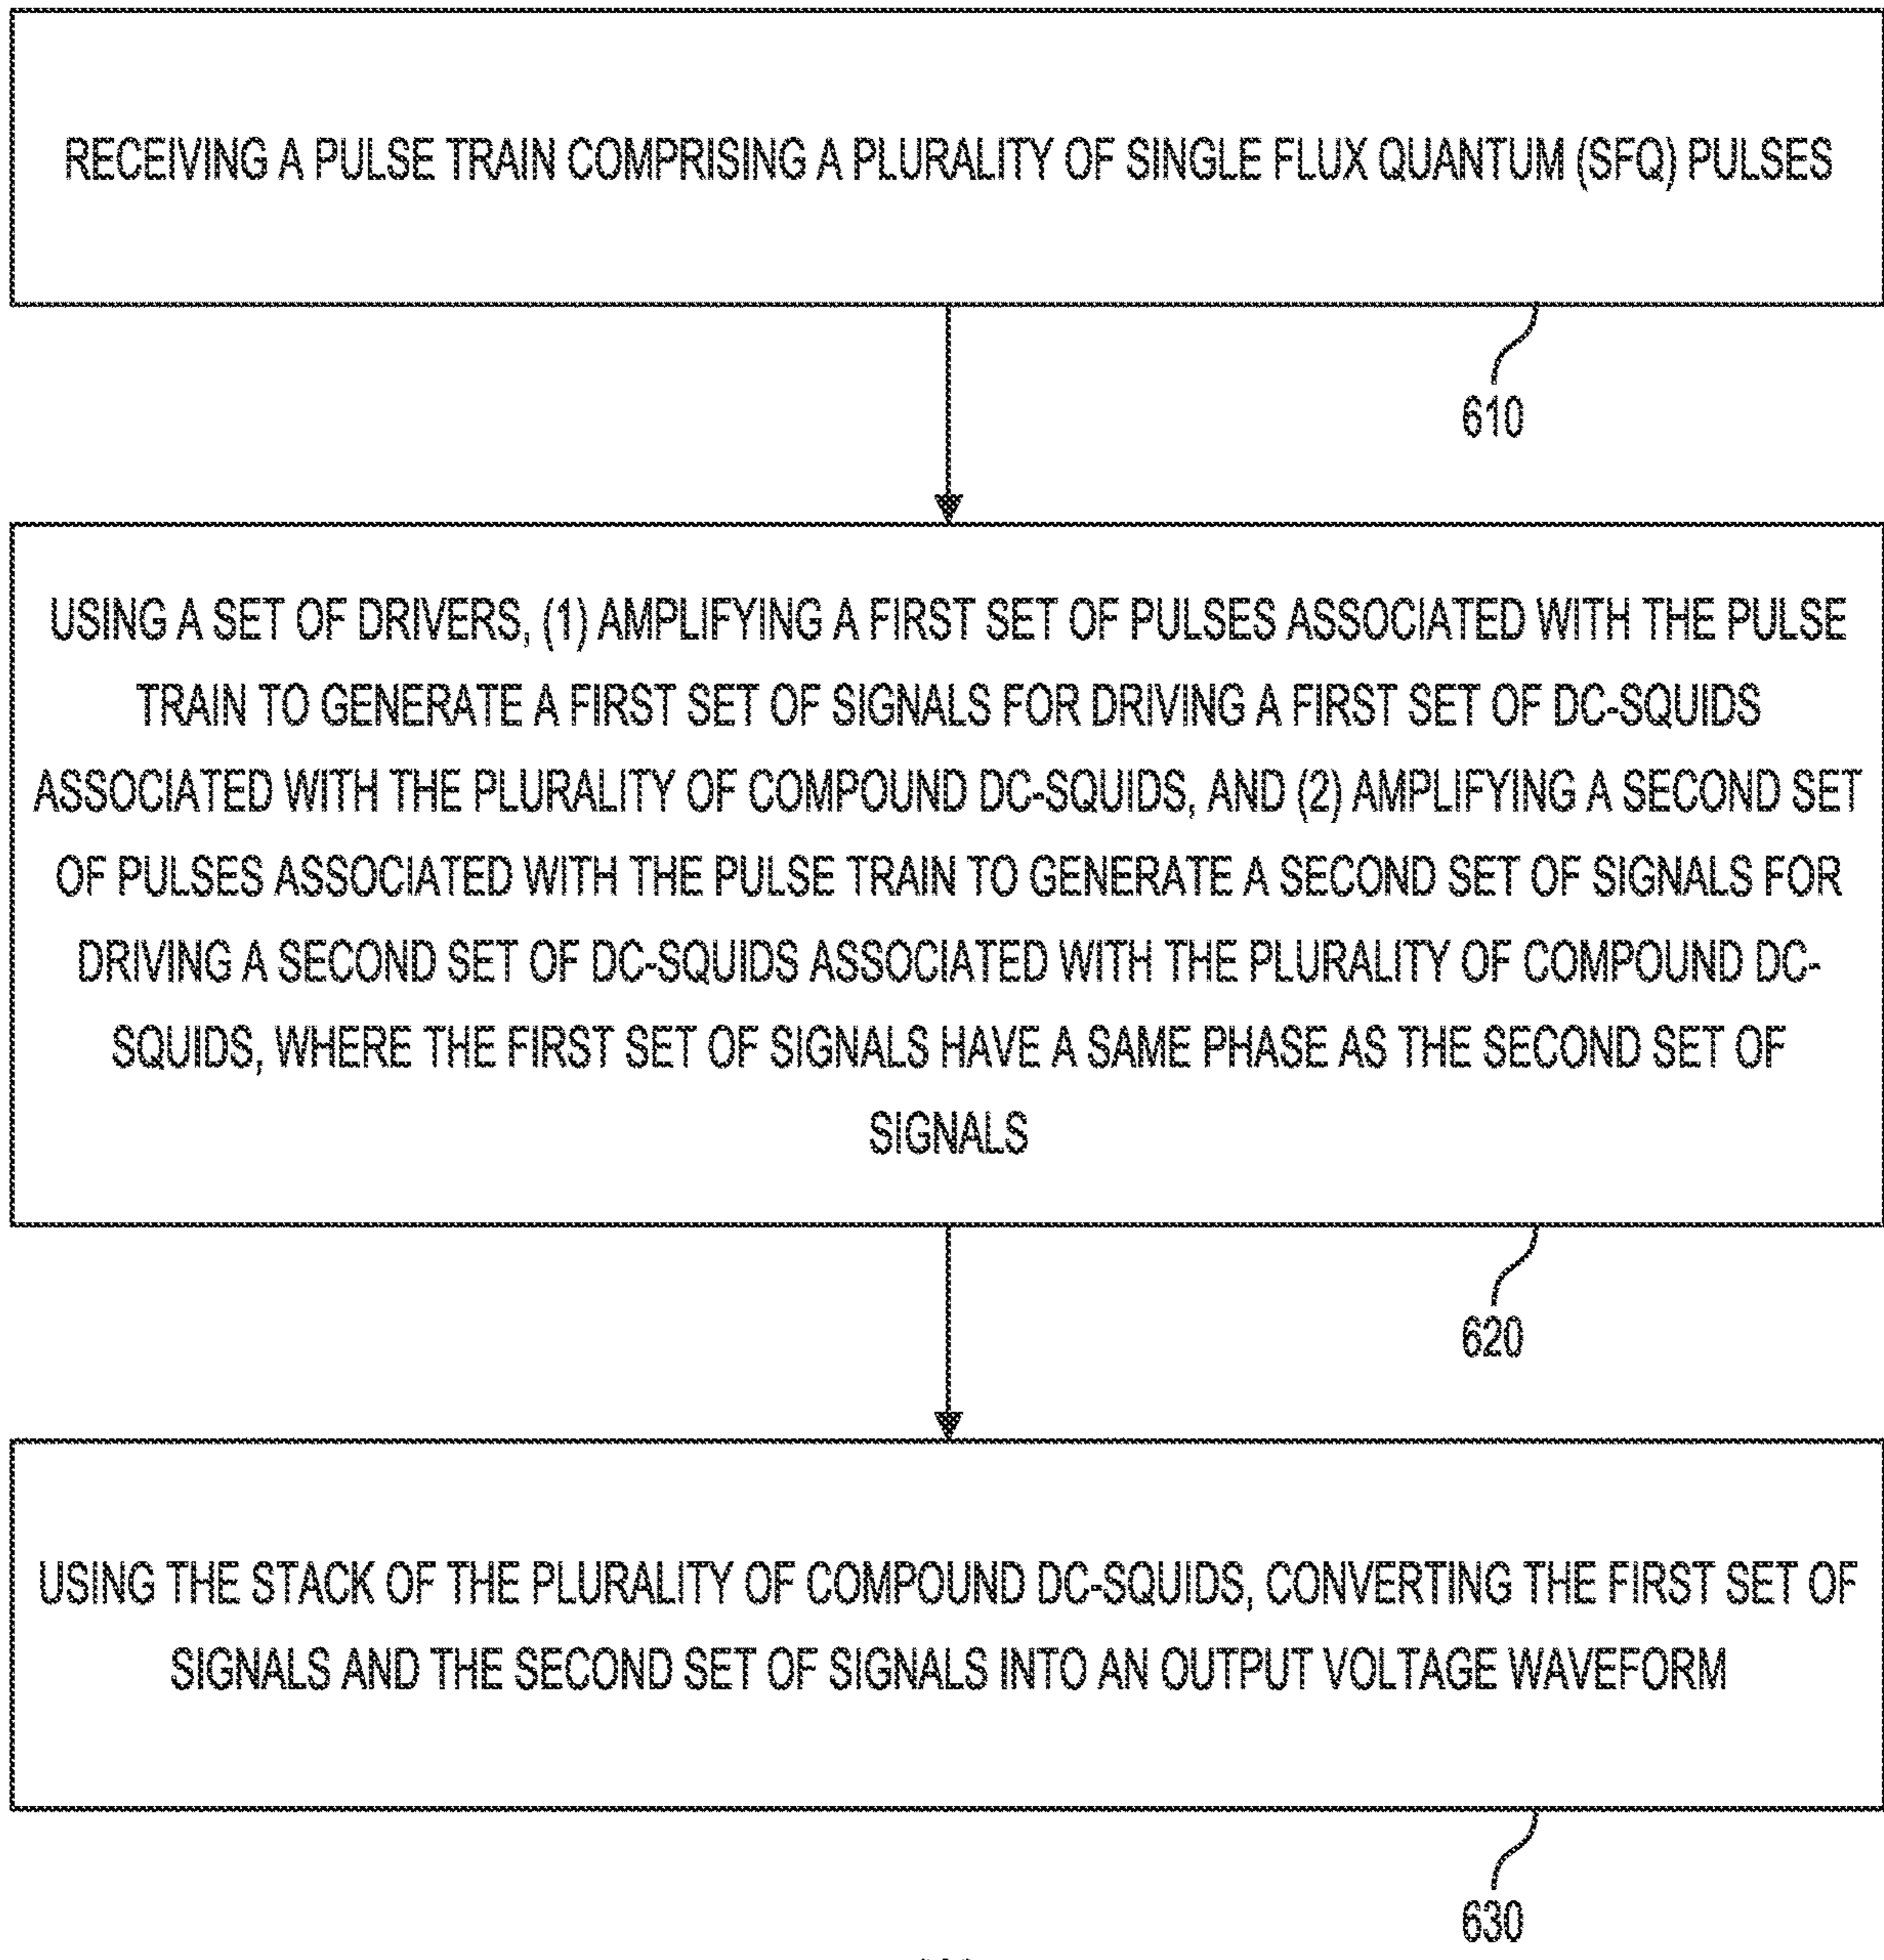 RECEIVING A PULSE TRAIN COMPRISING A PLURALITY OF SINGLE FLUX QUANTUM (SFQ) PULSES
610
USING A SET OF DRIVERS, (1) AMPLIFYING A FIRST SET OF PULSES ASSOCIATED WITH THE PULSE
TRAIN TO GENERATE A FIRST SET OF SIGNALS FOR DRIVING A FIRST SET OF DC-SQUIDS
ASSOCIATED WITH THE PLURALITY OF COMPOUND DC-SQUIDS, AND (2) AMPLIFYING A SECOND SET
OF PULSES ASSOCIATED WITH THE PULSE TRAIN TO GENERATE A SECOND SET OF SIGNALS FOR
DRIVING A SECOND SET OF DC-SQUIDS ASSOCIATED WITH THE PLURALITY OF COMPOUND DC-
SQUIDS, WHERE THE FIRST SET OF SIGNALS HAVE A SAME PHASE AS THE SECOND SET OF
SIGNALS
620
USING THE STACK OF THE PLURALITY OF COMPOUND DC-SQUIDS, CONVERTING THE FIRST SET OF
SIGNALS AND THE SECOND SET OF SIGNALS INTO AN OUTPUT VOLTAGE WAVEFORM
630